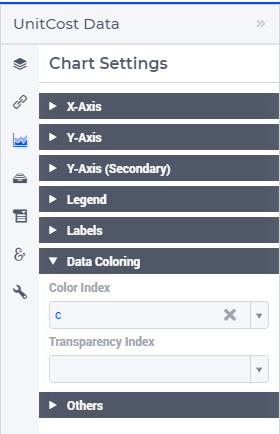 UnitCost Data
Chart Settings
X-Axis
Y-Axis
Y-Axis (Secondary)
Legend
Labels
Data Coloring
Color Index
c
Transparency Index
Others